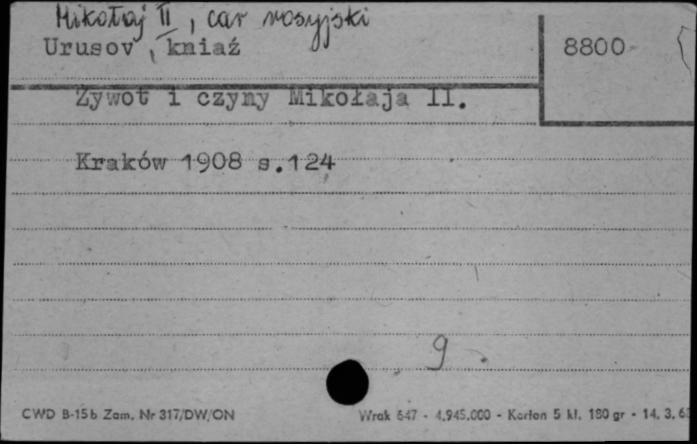 Mikołaj II, car rosyjski
Urusov, kniaź
8800
Żywot i czyny Mikołaja II.
Kraków 1908 s.124
9
CWD B-15b Zam. Nr 317/DW/ON
Wrak 647 - 4.945.000 - Karton 5 kl. 180 gr - 14. 3. 6